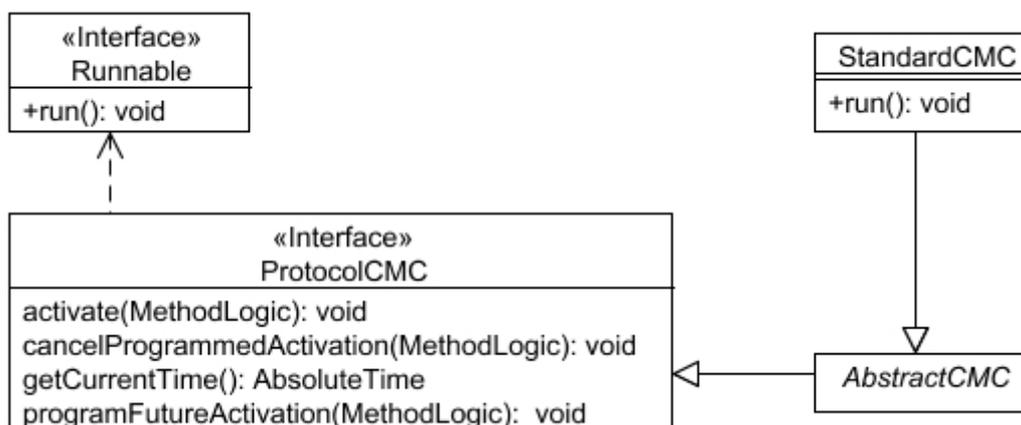 «Interface»
Runnable
+run(): void
StandardCMC
+run(): void
«Interface»
ProtocolCMC
activate(MethodLogic): void
cancelProgrammedActivation(MethodLogic): void
getCurrentTime(): AbsoluteTime
programFutureActivation(MethodLogic): void
AbstractCMC